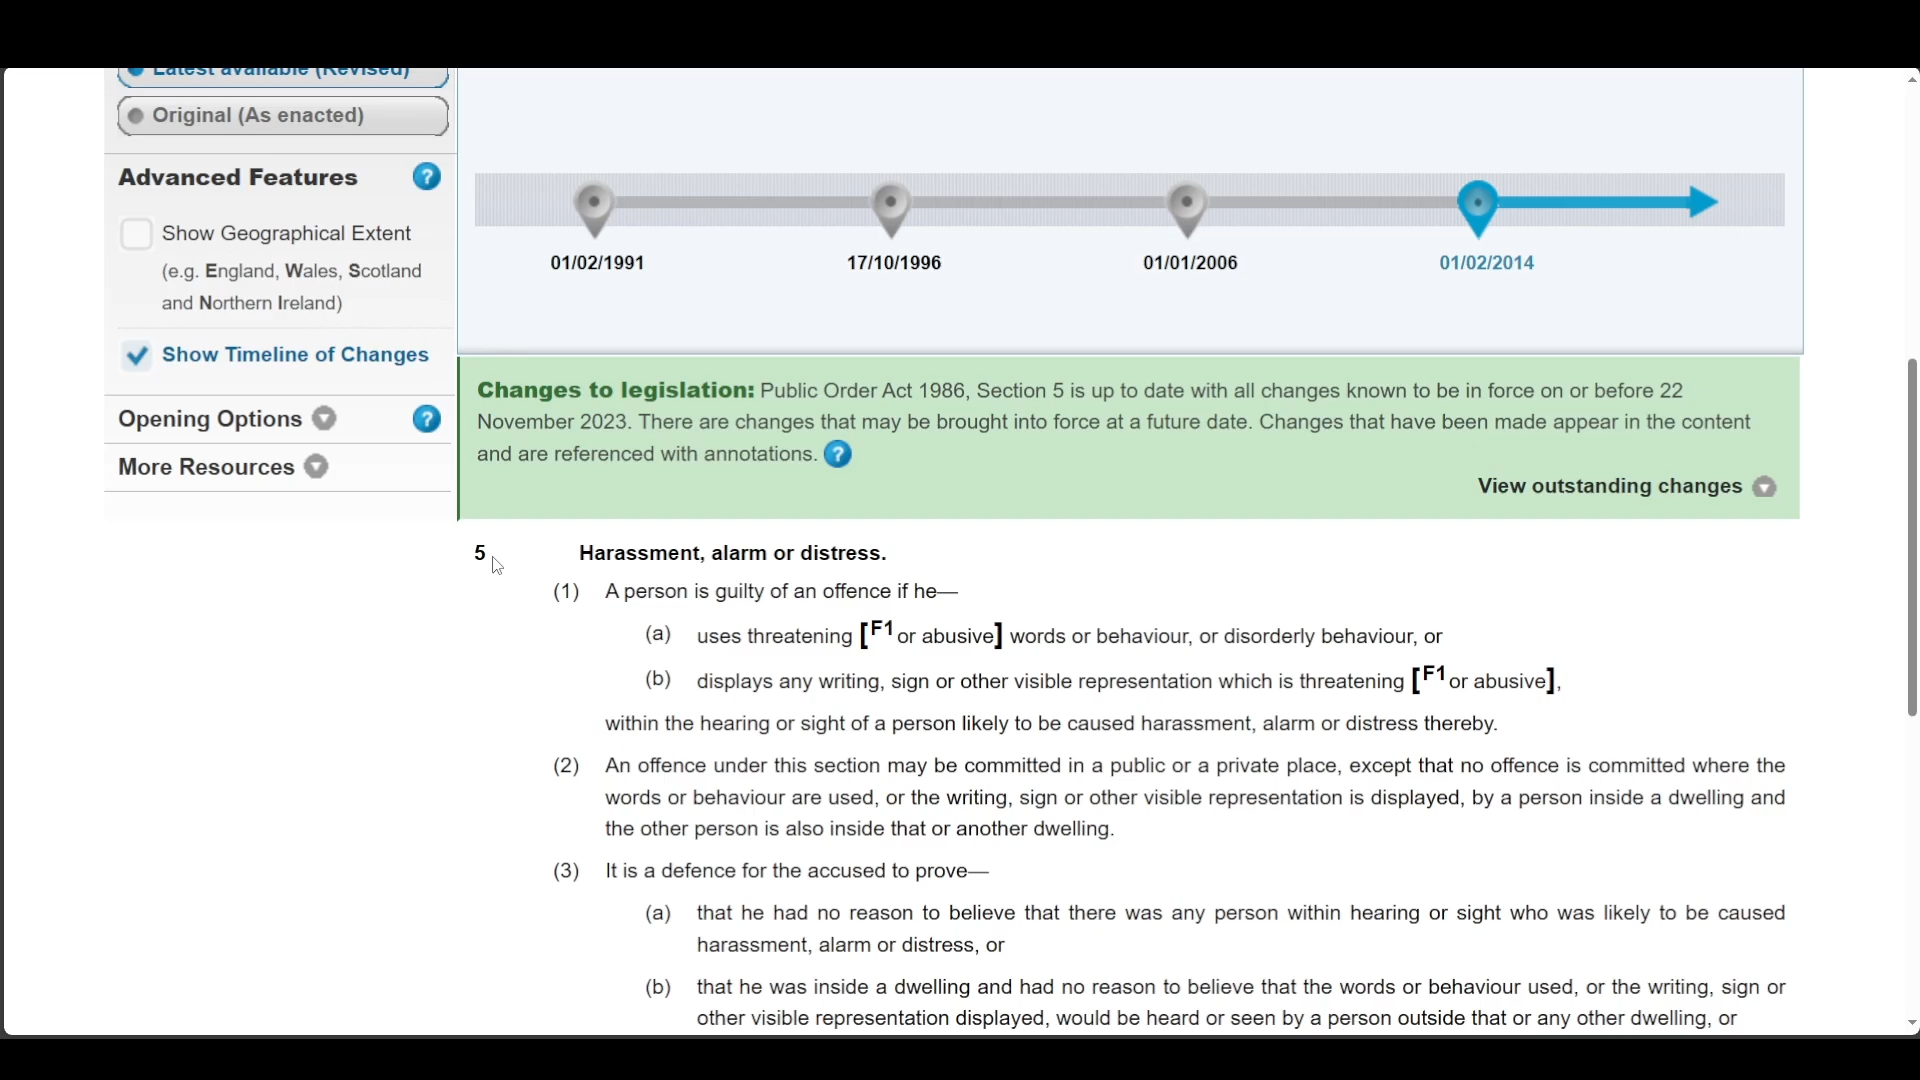 Latest available (Revised)
Original (As enacted)
Advanced Features
Show Geographical Extent
(e.g. England, Wales, Scotland
and Northern Ireland)
Show Timeline of Changes
Opening Options
More Resources
01/02/1991
17/10/1996
01/01/2006
01/02/2014
Changes to legislation: Public Order Act 1986, Section 5 is up to date with all changes known to be in force on or before 22
November 2023. There are changes that may be brought into force at a future date. Changes that have been made appear in the content
and are referenced with annotations. ?
View outstanding changes
5 Harassment, alarm or distress.
(1) A person is guilty of an offence if he—
(a) uses threatening [F1or abusive] words or behaviour, or disorderly behaviour, or
(b) displays any writing, sign or other visible representation which is threatening [F1or abusive],
within the hearing or sight of a person likely to be caused harassment, alarm or distress thereby.
(2) An offence under this section may be committed in a public or a private place, except that no offence is committed where the
words or behaviour are used, or the writing, sign or other visible representation is displayed, by a person inside a dwelling and
the other person is also inside that or another dwelling.
(3) It is a defence for the accused to prove—
(a) that he had no reason to believe that there was any person within hearing or sight who was likely to be caused
harassment, alarm or distress, or
(b) that he was inside a dwelling and had no reason to believe that the words or behaviour used, or the writing, sign or
other visible representation displayed, would be heard or seen by a person outside that or any other dwelling, or